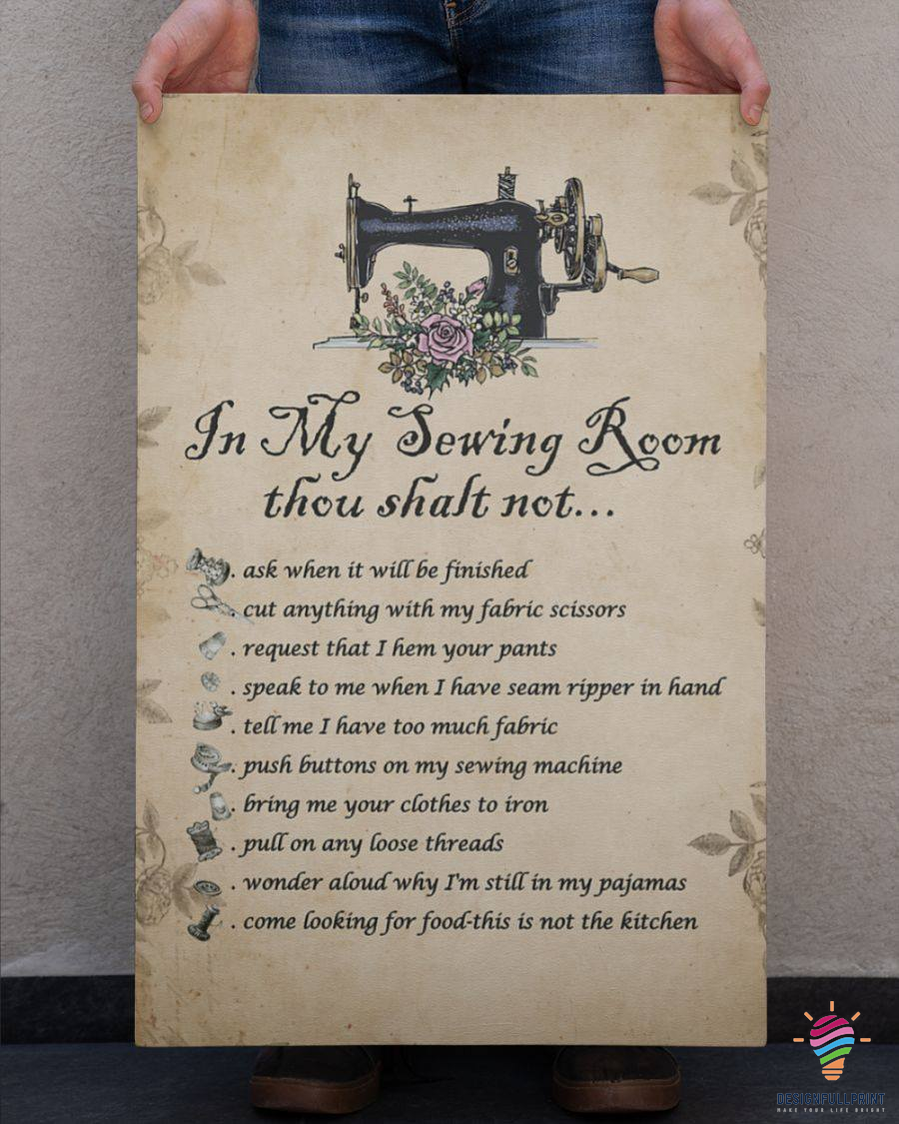 In My Sewing Room
thou shalt not...
. ask when it will be finished
cut anything with my fabric scissors
. request that I hem your pants
. speak to me when I have seam ripper in hand
. tell me I have too much fabric
. push buttons on my sewing machine
. bring me your clothes to iron
. pull on any loose threads
. wonder aloud why I'm still in my pajamas
. come looking for food-this is not the kitchen
DESIGNFULLPRINT
MAKE YOUR LIFE BRIGHT